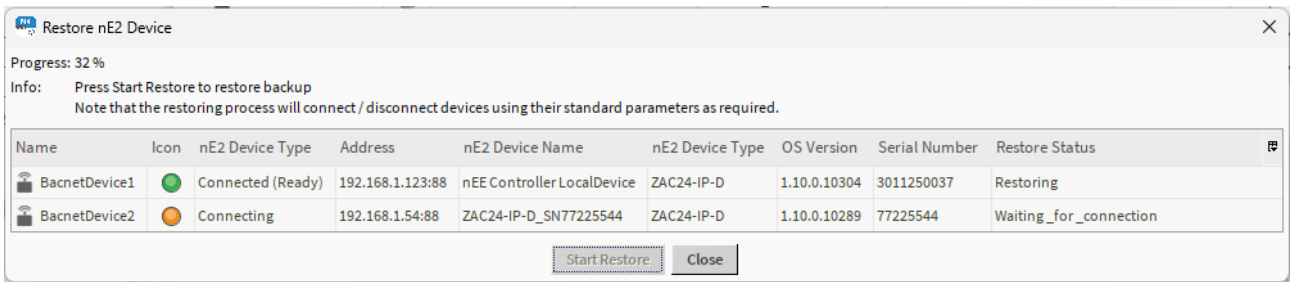 Restore nE2 Device
Progress: 32 %
Info: Press Start Restore to restore backup
Note that the restoring process will connect / disconnect devices using their standard parameters as required.
Name Icon nE2 Device Type Address nE2 Device Name nE2 Device Type OS Version Serial Number Restore Status
BacnetDevice1 Connected (Ready) 192.168.1.123:88 nEE Controller LocalDevice ZAC24-IP-D 1.10.0.10304 3011250037 Restoring
BacnetDevice2 Connecting 192.168.1.54:88 ZAC24-IP-D_SN77225544 ZAC24-IP-D 1.10.0.10289 77225544 Waiting_for_connection
Start Restore Close